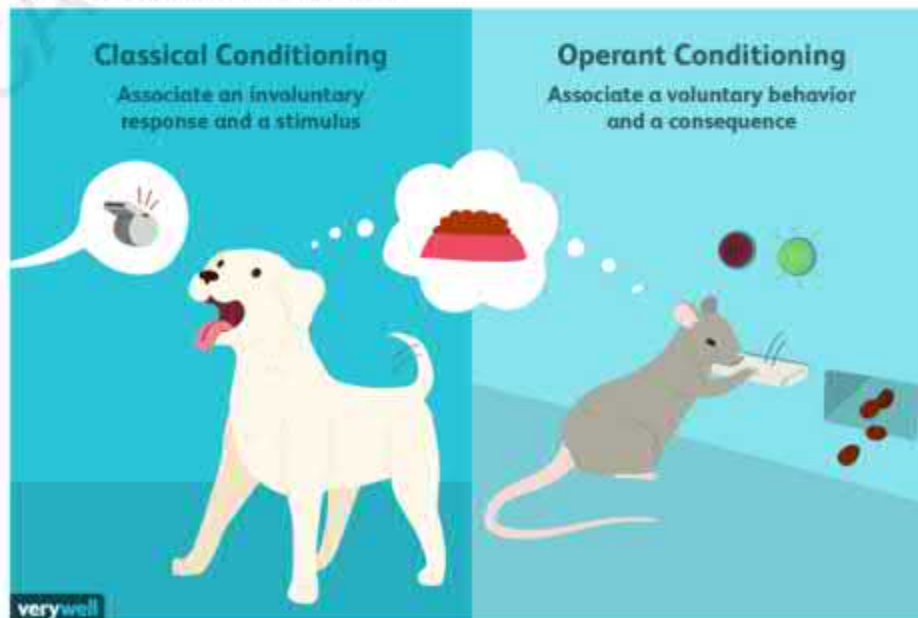 Classical Conditioning
Associate an involuntary
response and a stimulus
Operant Conditioning
Associate a voluntary behavior
and a consequence
verywell